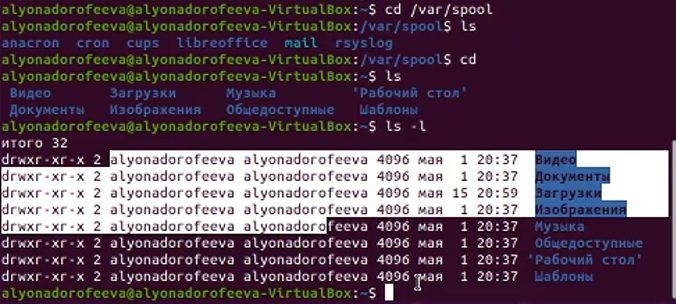 alyonadorofeeva@alyonadorofeeva-VirtualBox:~$ cd /var/spool
alyonadorofeeva@alyonadorofeeva-VirtualBox:/var/spool$ ls
anacron cron cups libreoffice mail rsyslog
alyonadorofeeva@alyonadorofeeva-VirtualBox:/var/spool$ cd
alyonadorofeeva@alyonadorofeeva-VirtualBox:~$ ls
Видео Загрузки Музыка 'Рабочий стол'
Документы Изображения Общедоступные Шаблоны
alyonadorofeeva@alyonadorofeeva-VirtualBox:~$ ls -l
итого 32
drwxr-xr-x 2 alyonadorofeeva alyonadorofeeva 4096 мая 1 20:37 Видео
drwxr-xr-x 2 alyonadorofeeva alyonadorofeeva 4096 мая 1 20:37 Документы
drwxr-xr-x 2 alyonadorofeeva alyonadorofeeva 4096 мая 15 20:59 Загрузки
drwxr-xr-x 2 alyonadorofeeva alyonadorofeeva 4096 мая 1 20:37 Изображения
drwxr-xr-x 2 alyonadorofeeva alyonadorofeeva 4096 мая 1 20:37 Музыка
drwxr-xr-x 2 alyonadorofeeva alyonadorofeeva 4096 мая 1 20:37 Общедоступные
drwxr-xr-x 2 alyonadorofeeva alyonadorofeeva 4096 мая 1 20:37 'Рабочий стол'
drwxr-xr-x 2 alyonadorofeeva alyonadorofeeva 4096 мая 1 20:37 Шаблоны
alyonadorofeeva@alyonadorofeeva-VirtualBox:~$